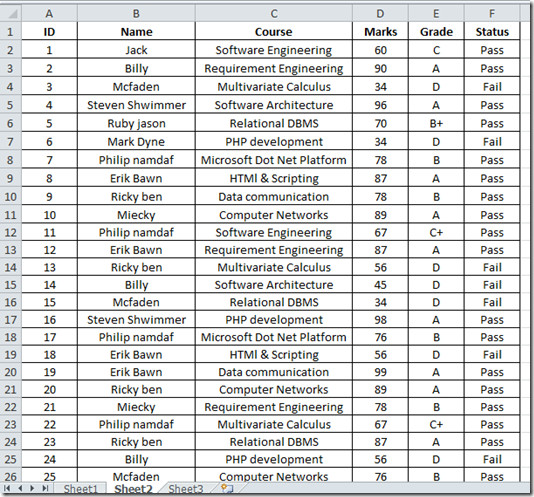 A B C D E F
1 ID Name Course Marks Grade Status
2 1 Jack Software Engineering 60 C Pass
3 2 Billy Requirement Engineering 90 A Pass
4 3 Mcfaden Multivariate Calculus 34 D Fail
5 4 Steven Shwimmer Software Architecture 96 A Pass
6 5 Ruby jason Relational DBMS 70 B+ Pass
7 6 Mark Dyne PHP development 34 D Fail
8 7 Philip namdaf Microsoft Dot Net Platform 78 B Pass
9 8 Erik Bawn HTMl & Scripting 87 A Pass
10 9 Ricky ben Data communication 78 B Pass
11 10 Miecky Computer Networks 89 A Pass
12 11 Philip namdaf Software Engineering 67 C+ Pass
13 12 Erik Bawn Requirement Engineering 87 A Pass
14 13 Ricky ben Multivariate Calculus 56 D Fail
15 14 Billy Software Architecture 45 D Fail
16 15 Mcfaden Relational DBMS 34 D Fail
17 16 Steven Shwimmer PHP development 98 A Pass
18 17 Philip namdaf Microsoft Dot Net Platform 76 B Pass
19 18 Erik Bawn HTMl & Scripting 56 D Fail
20 19 Erik Bawn Data communication 99 A Pass
21 20 Ricky ben Computer Networks 89 A Pass
22 21 Miecky Requirement Engineering 78 B Pass
23 22 Philip namdaf Multivariate Calculus 67 C+ Pass
24 23 Ricky ben Relational DBMS 87 A Pass
25 24 Billy PHP development 56 D Fail
26 25 Mcfaden Computer Networks 76 B Pass
Sheet1 Sheet2 Sheet3